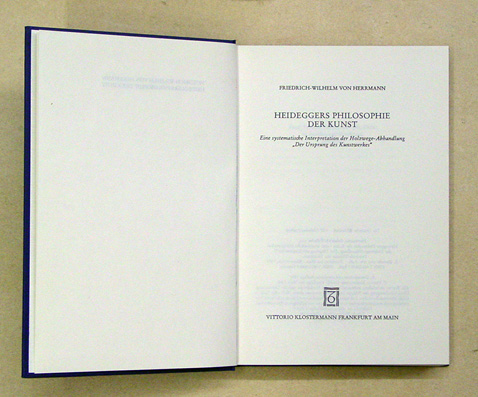 FRIEDRICH-WILHELM VON HERRMANN
HEIDEGGERS PHILOSOPHIE
DER KUNST
Eine systematische Interpretation der Holzwege-Abhandlung
„Der Ursprung des Kunstwerkes“
VITTORIO KLOSTERMANN FRANKFURT AM MAIN